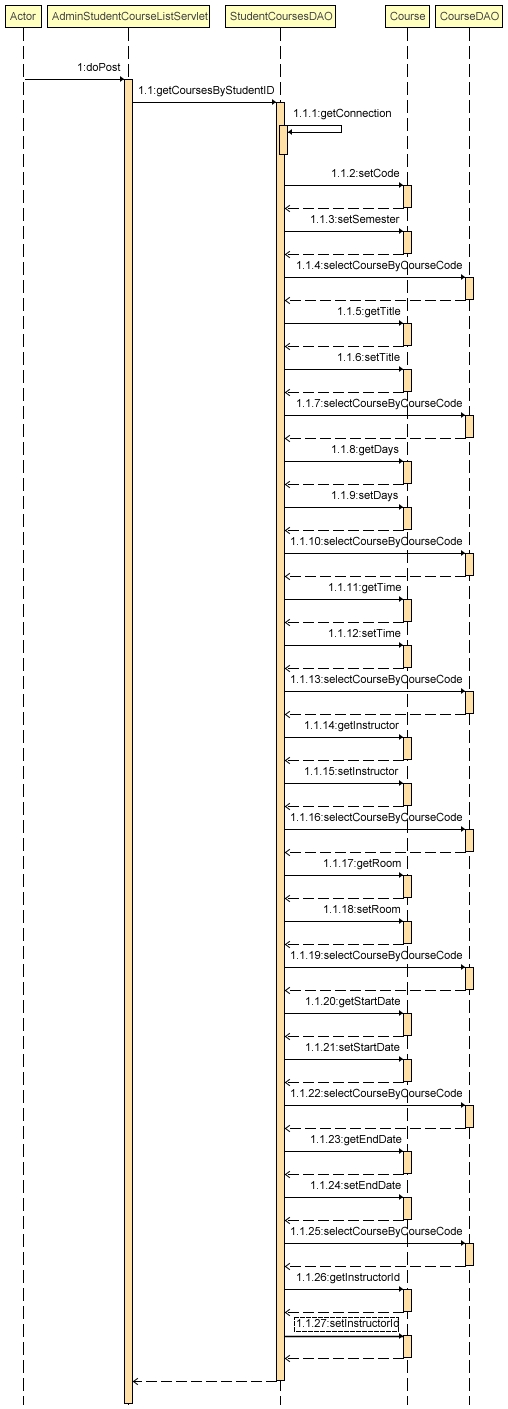 Actor
AdminStudentCourseListServlet
StudentCoursesDAO
Course
CourseDAO
1:doPost
1.1:getCoursesByStudentID
1.1.1:getConnection
1.1.2:setCode
1.1.3:setSemester
1.1.4:selectCourseByCourseCode
1.1.5:getTitle
1.1.6:setTitle
1.1.7:selectCourseByCourseCode
1.1.8:getDays
1.1.9:setDays
1.1.10:selectCourseByCourseCode
1.1.11:getTime
1.1.12:setTime
1.1.13:selectCourseByCourseCode
1.1.14:getInstructor
1.1.15:setInstructor
1.1.16:selectCourseByCourseCode
1.1.17:getRoom
1.1.18:setRoom
1.1.19:selectCourseByCourseCode
1.1.20:getStartDate
1.1.21:setStartDate
1.1.22:selectCourseByCourseCode
1.1.23:getEndDate
1.1.24:setEndDate
1.1.25:selectCourseByCourseCode
1.1.26:getInstructorId
1.1.27:setInstructorId